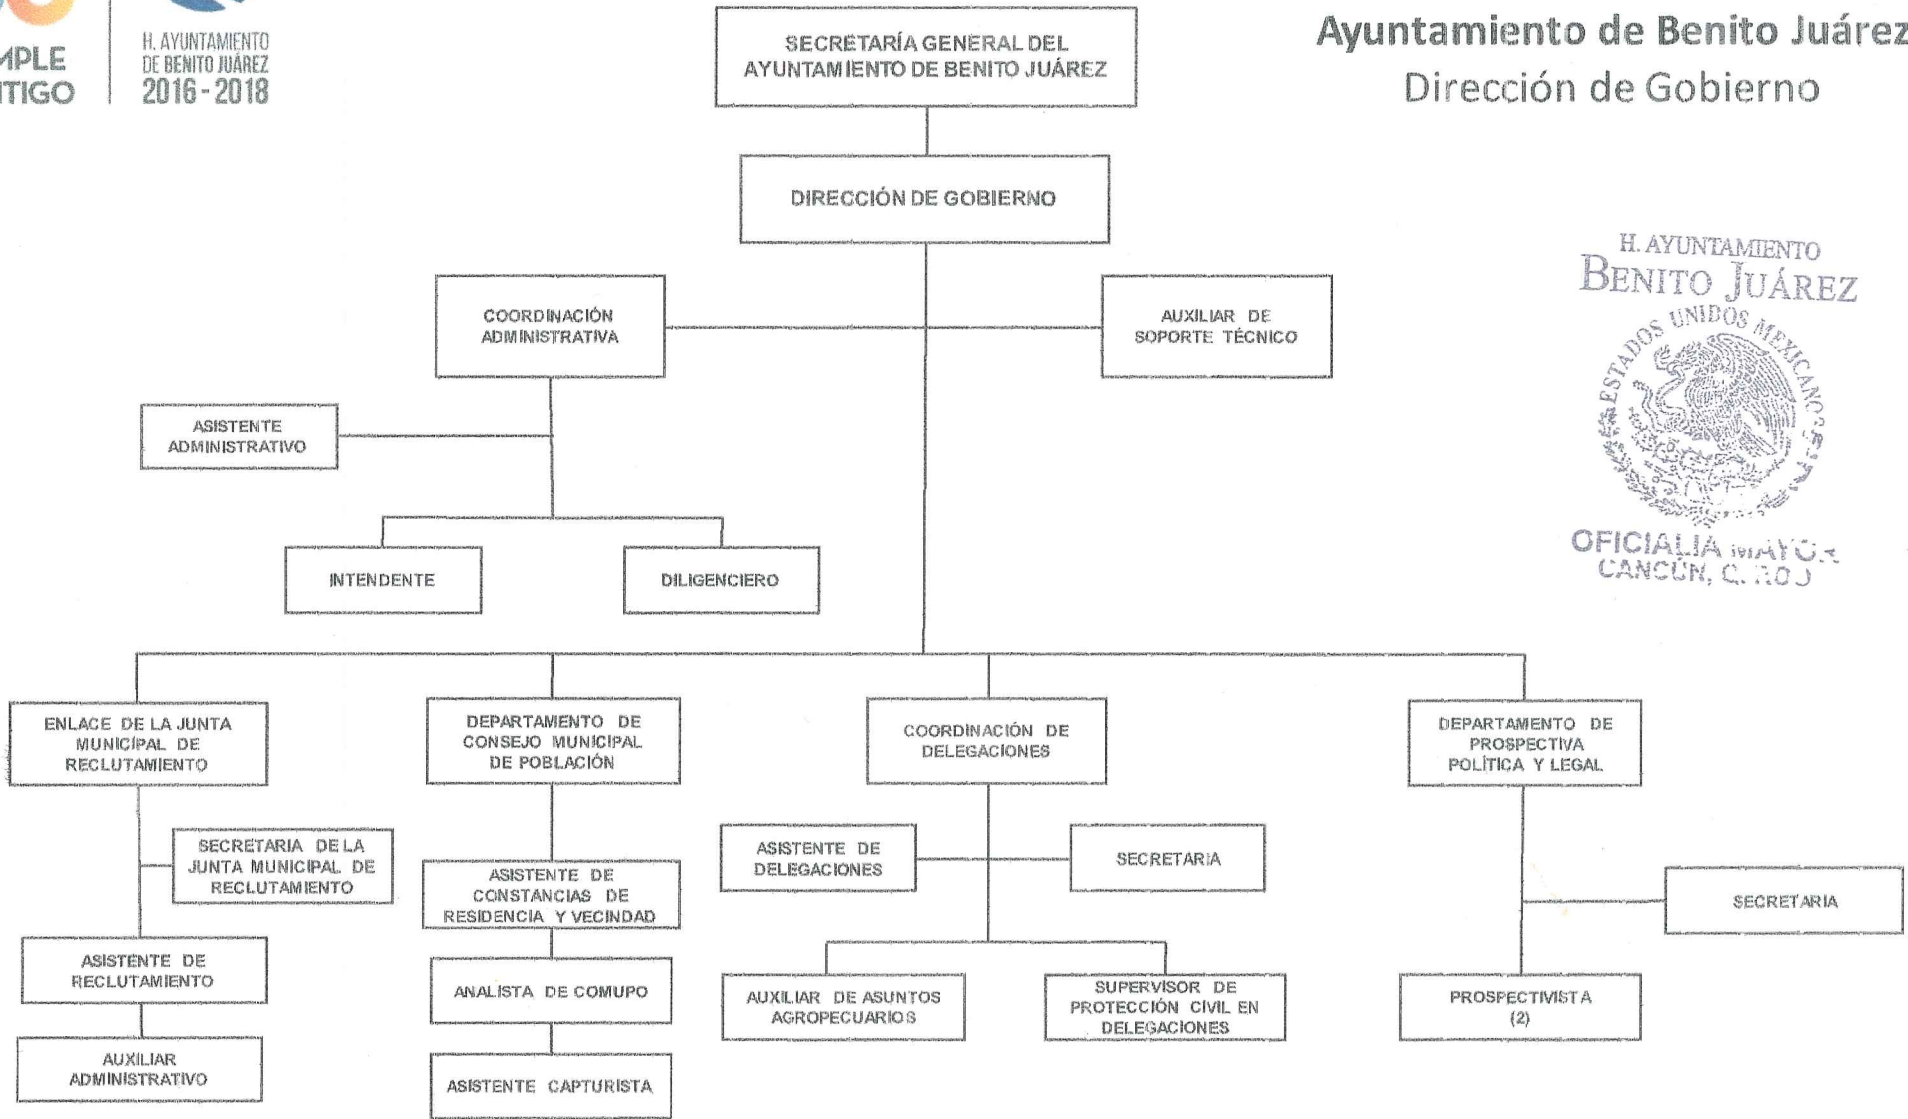 MPLE
TIGO
H. AYUNTAMIENTO
DE BENITO JUÁREZ
2016 - 2018
SECRETARÍA GENERAL DEL
AYUNTAMIENTO DE BENITO JUÁREZ
Ayuntamiento de Benito Juárez
Dirección de Gobierno
DIRECCIÓN DE GOBIERNO
H. AYUNTAMIENTO
BENITO JUÁREZ
ESTADOS UNIDOS MEXICANOS
OFICIALIA MAYOR
CANCÚN, Q. ROO
COORDINACIÓN
ADMINISTRATIVA
AUXILIAR DE
SOPORTE TÉCNICO
ASISTENTE
ADMINISTRATIVO
INTENDENTE
DILIGENCIERO
ENLACE DE LA JUNTA
MUNICIPAL DE
RECLUTAMIENTO
DEPARTAMENTO DE
CONSEJO MUNICIPAL
DE POBLACIÓN
COORDINACIÓN DE
DELEGACIONES
DEPARTAMENTO DE
PROSPECTIVA
POLÍTICA Y LEGAL
SECRETARIA DE LA
JUNTA MUNICIPAL DE
RECLUTAMIENTO
ASISTENTE DE
CONSTANCIAS DE
RESIDENCIA Y VECINDAD
ASISTENTE DE
DELEGACIONES
SECRETARIA
SECRETARIA
ASISTENTE DE
RECLUTAMIENTO
ANALISTA DE COMUPO
AUXILIAR DE ASUNTOS
AGROPECUARIOS
SUPERVISOR DE
PROTECCIÓN CIVIL EN
DELEGACIONES
PROSPECTIVISTA
(2)
AUXILIAR
ADMINISTRATIVO
ASISTENTE CAPTURISTA